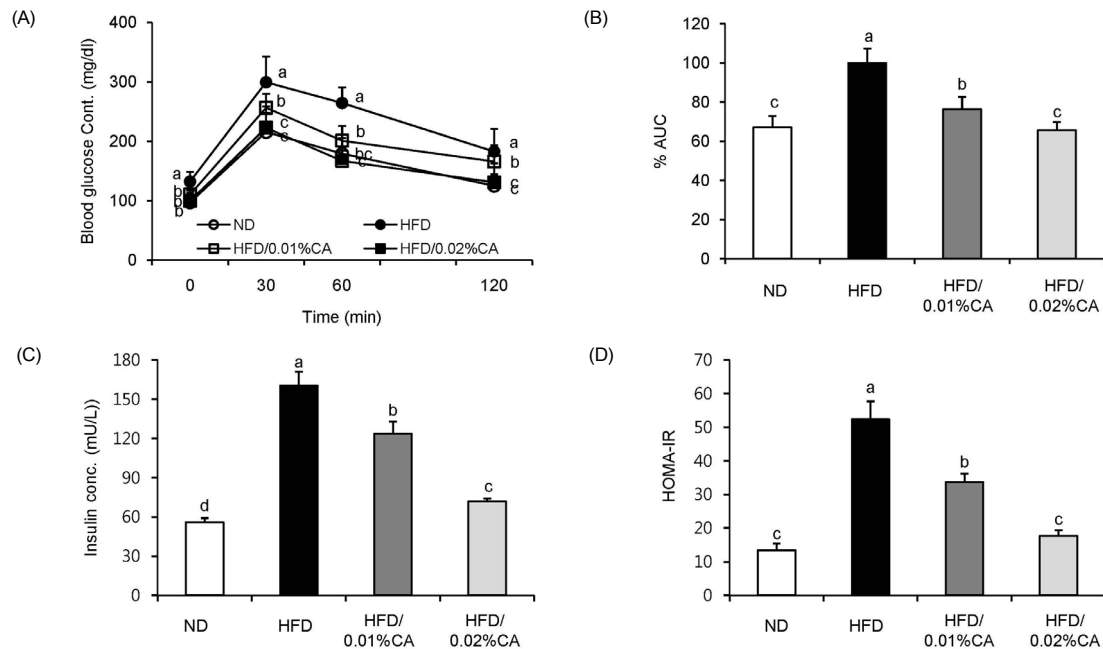 (A)
Blood glucose Cont. (mg/dl)
400
300
200
100
0
a
b
b
b
a
b
c
c
a
b
bc
c
a
b
c
c
ND
HFD
HFD/0.01%CA
HFD/0.02%CA
0
30
60
120
Time (min)
(B)
% AUC
120
100
80
60
40
20
0
c
a
b
c
ND
HFD
HFD/
0.01%CA
HFD/
0.02%CA
(C)
Insulin conc. (mU/L))
180
150
120
90
60
30
0
d
a
b
c
ND
HFD
HFD/
0.01%CA
HFD/
0.02%CA
(D)
HOMA-IR
70
60
50
40
30
20
10
0
c
a
b
c
ND
HFD
HFD/
0.01%CA
HFD/
0.02%CA